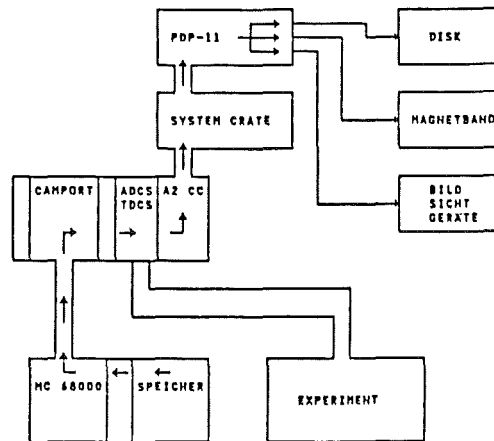 PDP-11
DISK
SYSTEM CRATE
MAGNETBAND
CAMPORT
ADCS
TDCS
A2 CC
BILD
SICHT
GERÄTE
MC 68000
SPEICHER
EXPERIMENT